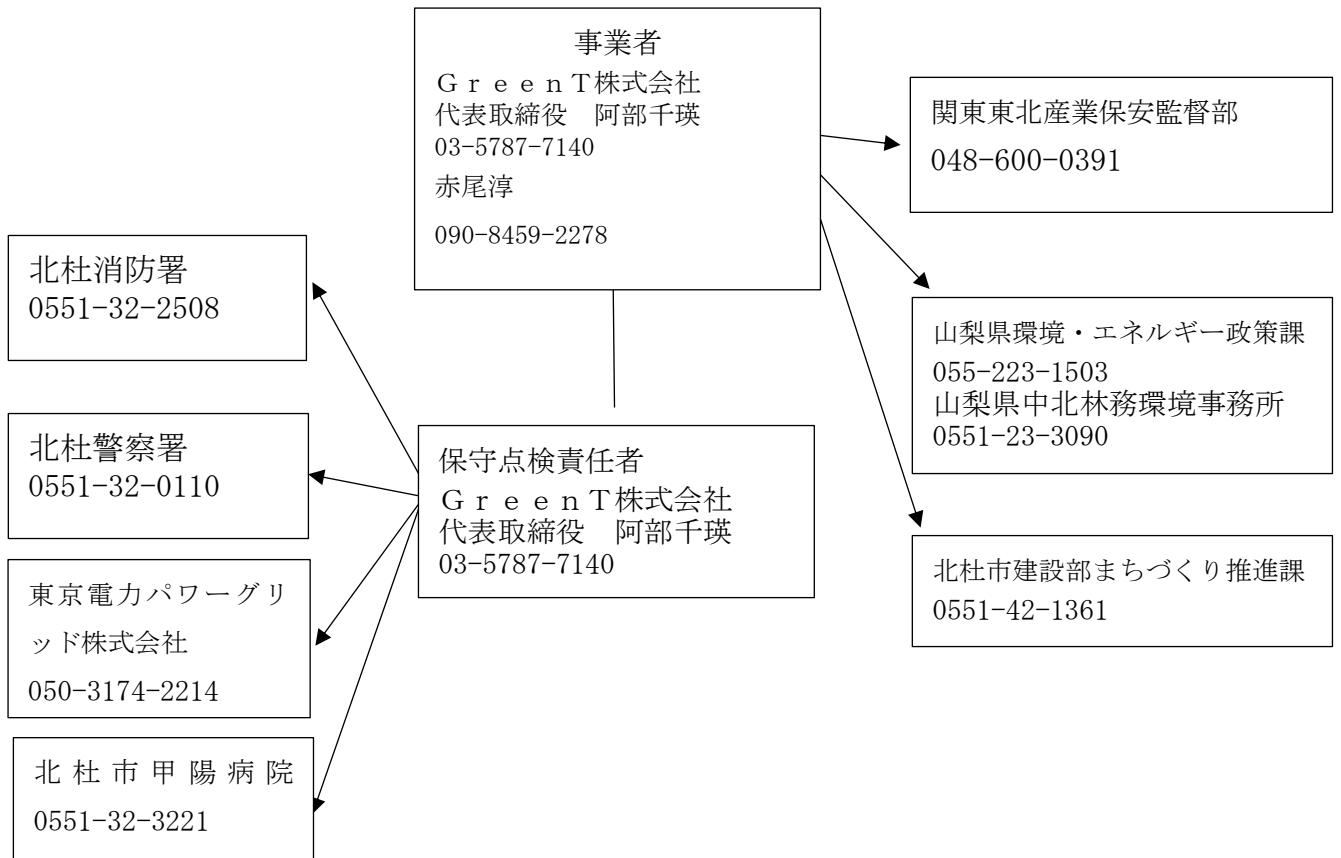 事業者
ＧｒｅｅｎＴ株式会社
代表取締役　阿部千瑛
03-5787-7140
赤尾淳
090-8459-2278
関東東北産業保安監督部
048-600-0391
北杜消防署
0551-32-2508
山梨県環境・エネルギー政策課
055-223-1503
山梨県中北林務環境事務所
0551-23-3090
北杜警察署
0551-32-0110
保守点検責任者
ＧｒｅｅｎＴ株式会社
代表取締役　阿部千瑛
03-5787-7140
北杜市建設部まちづくり推進課
0551-42-1361
東京電力パワーグリ
ッド株式会社
050-3174-2214
北杜市甲陽病院
0551-32-3221